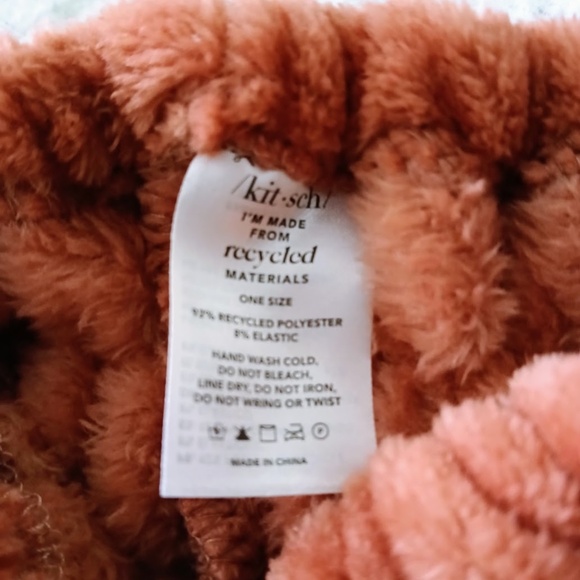 /kit·sch/
I'M MADE
FROM
recycled
MATERIALS
ONE SIZE
92% RECYCLED POLYESTER
8% ELASTIC
HAND WASH COLD,
DO NOT BLEACH,
LINE DRY, DO NOT IRON,
DO NOT WRING OR TWIST
MADE IN CHINA